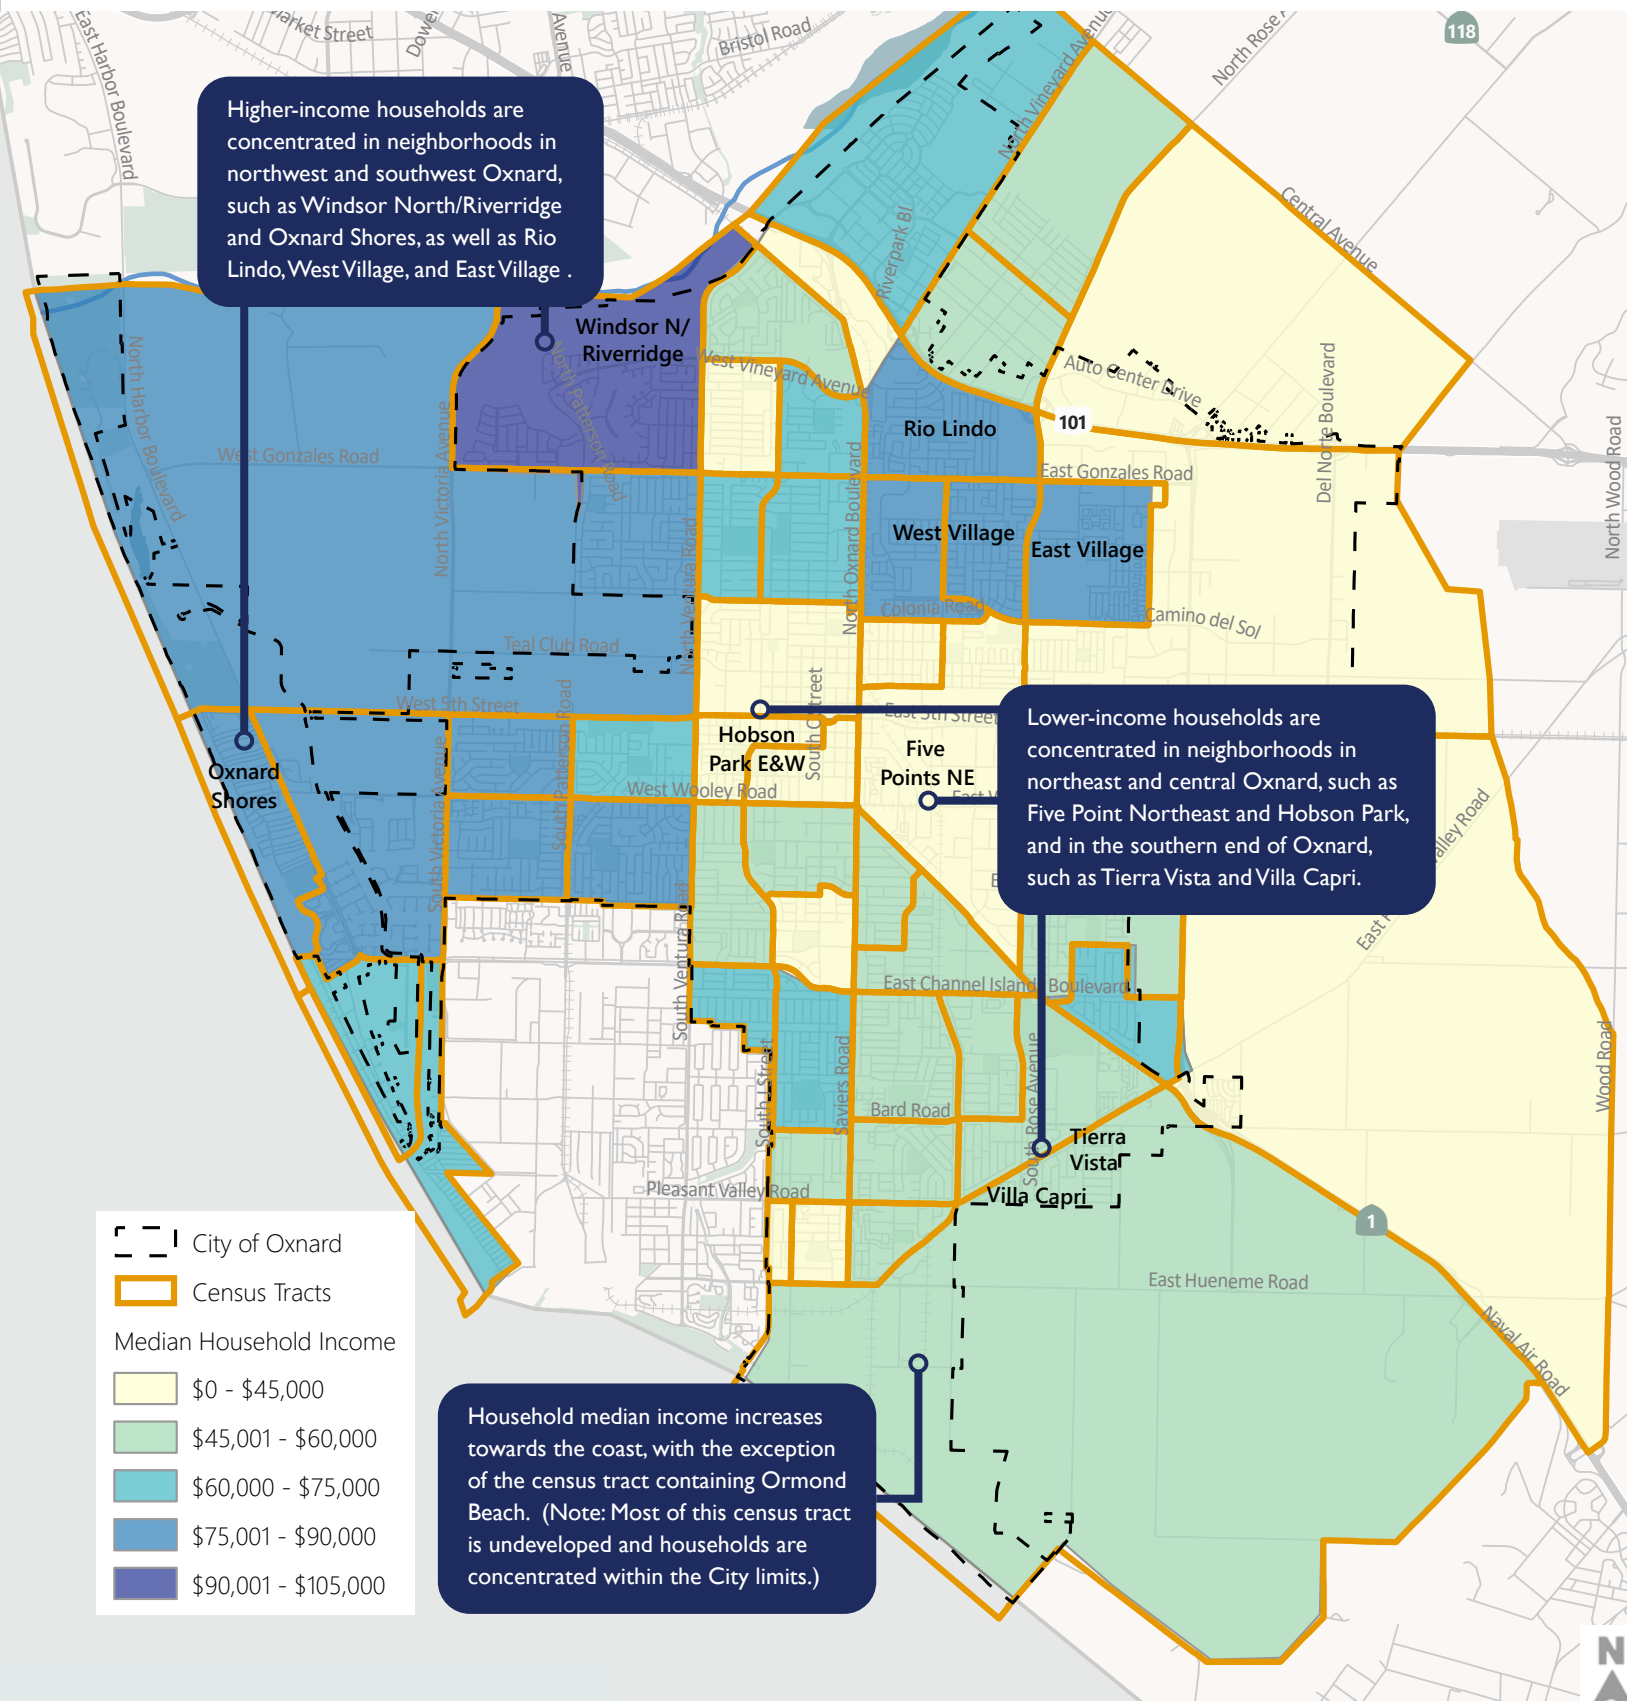 118
East Harbor Boulevard
Market Street
Avenue
Bristol Road
North Vineyard Avenue
Central Avenue
Higher-income households are
concentrated in neighborhoods in
northwest and southwest Oxnard,
such as Windsor North/Riverridge
and Oxnard Shores, as well as Rio
Lindo, West Village, and East Village .
Riverpark Bl
Windsor N/
Riverridge
North Harbor Boulevard
North Patterson Road
West Vineyard Avenue
Auto Center Drive
Del Norte Boulevard
101
Rio Lindo
North Wood Road
West Gonzales Road
North Victoria Avenue
North Ventura Road
North Oxnard Boulevard
East Gonzales Road
West Village
East Village
Colonia Road
Camino del Sol
Teal Club Road
West 5th Street
South Patterson Road
South C Street
East 5th Street
Hobson
Park E&W
Five
Points NE
Oxnard
Shores
South Victoria Avenue
West Wooley Road
Lower-income households are
concentrated in neighborhoods in
northeast and central Oxnard, such as
Five Point Northeast and Hobson Park,
and in the southern end of Oxnard,
such as Tierra Vista and Villa Capri.
South Ventura Road
East Channel Islands Boulevard
South J Street
Saviers Road
South Rose Avenue
Wood Road
Bard Road
Tierra
Vista
Pleasant Valley Road
Villa Capri
1
East Hueneme Road
Naval Air Road
City of Oxnard
Census Tracts
Median Household Income
$0 - $45,000
$45,001 - $60,000
$60,000 - $75,000
$75,001 - $90,000
$90,001 - $105,000
Household median income increases
towards the coast, with the exception
of the census tract containing Ormond
Beach. (Note: Most of this census tract
is undeveloped and households are
concentrated within the City limits.)
N